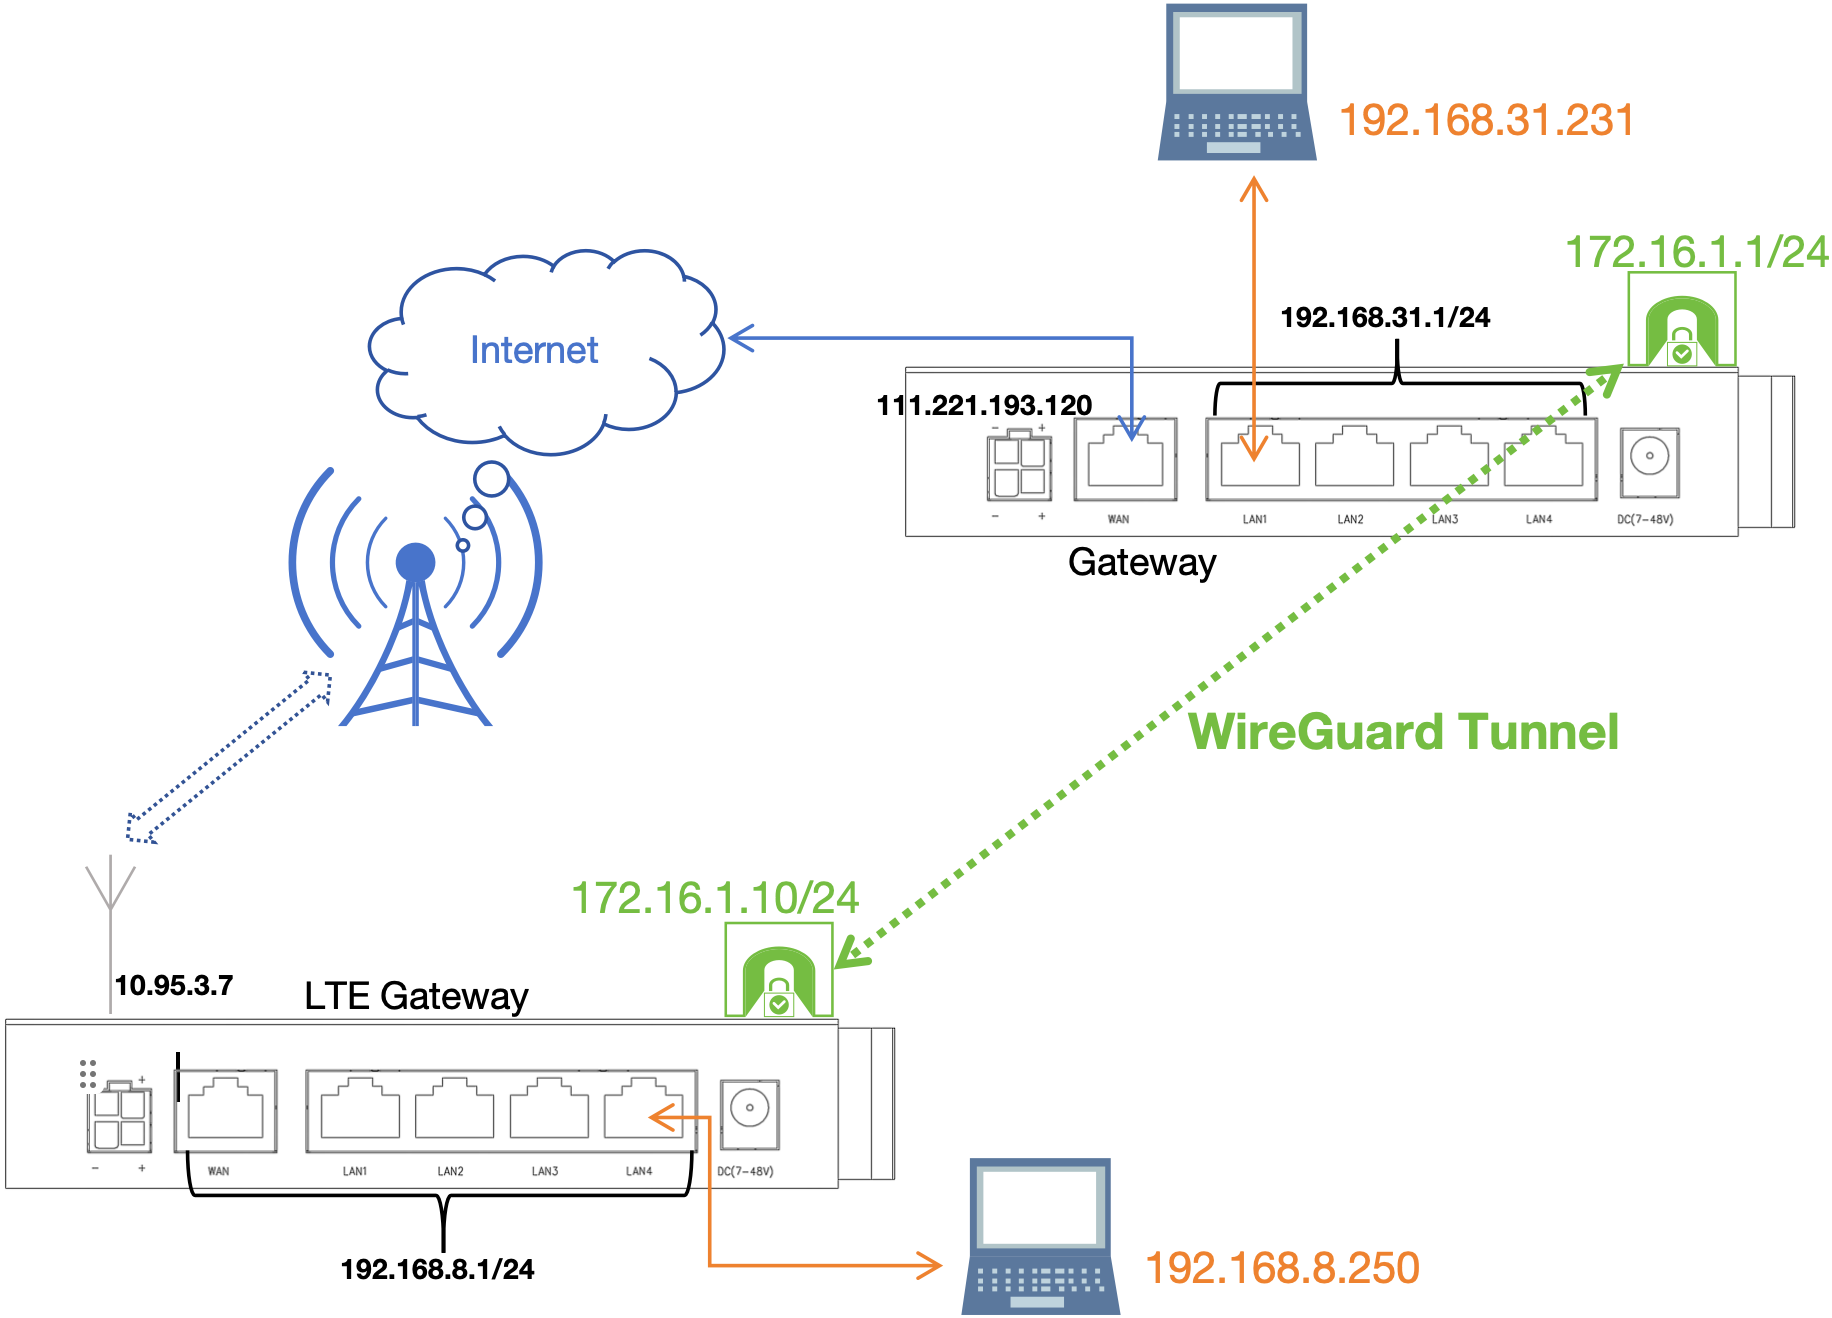 192.168.31.231
172.16.1.1/24
192.168.31.1/24
Internet
111.221.193.120
- +
- +
WAN
LAN1
LAN2
LAN3
LAN4
DC(7-48V)
Gateway
WireGuard Tunnel
172.16.1.10/24
10.95.3.7
LTE Gateway
+
- +
WAN
LAN1
LAN2
LAN3
LAN4
DC(7-48V)
192.168.8.1/24
192.168.8.250